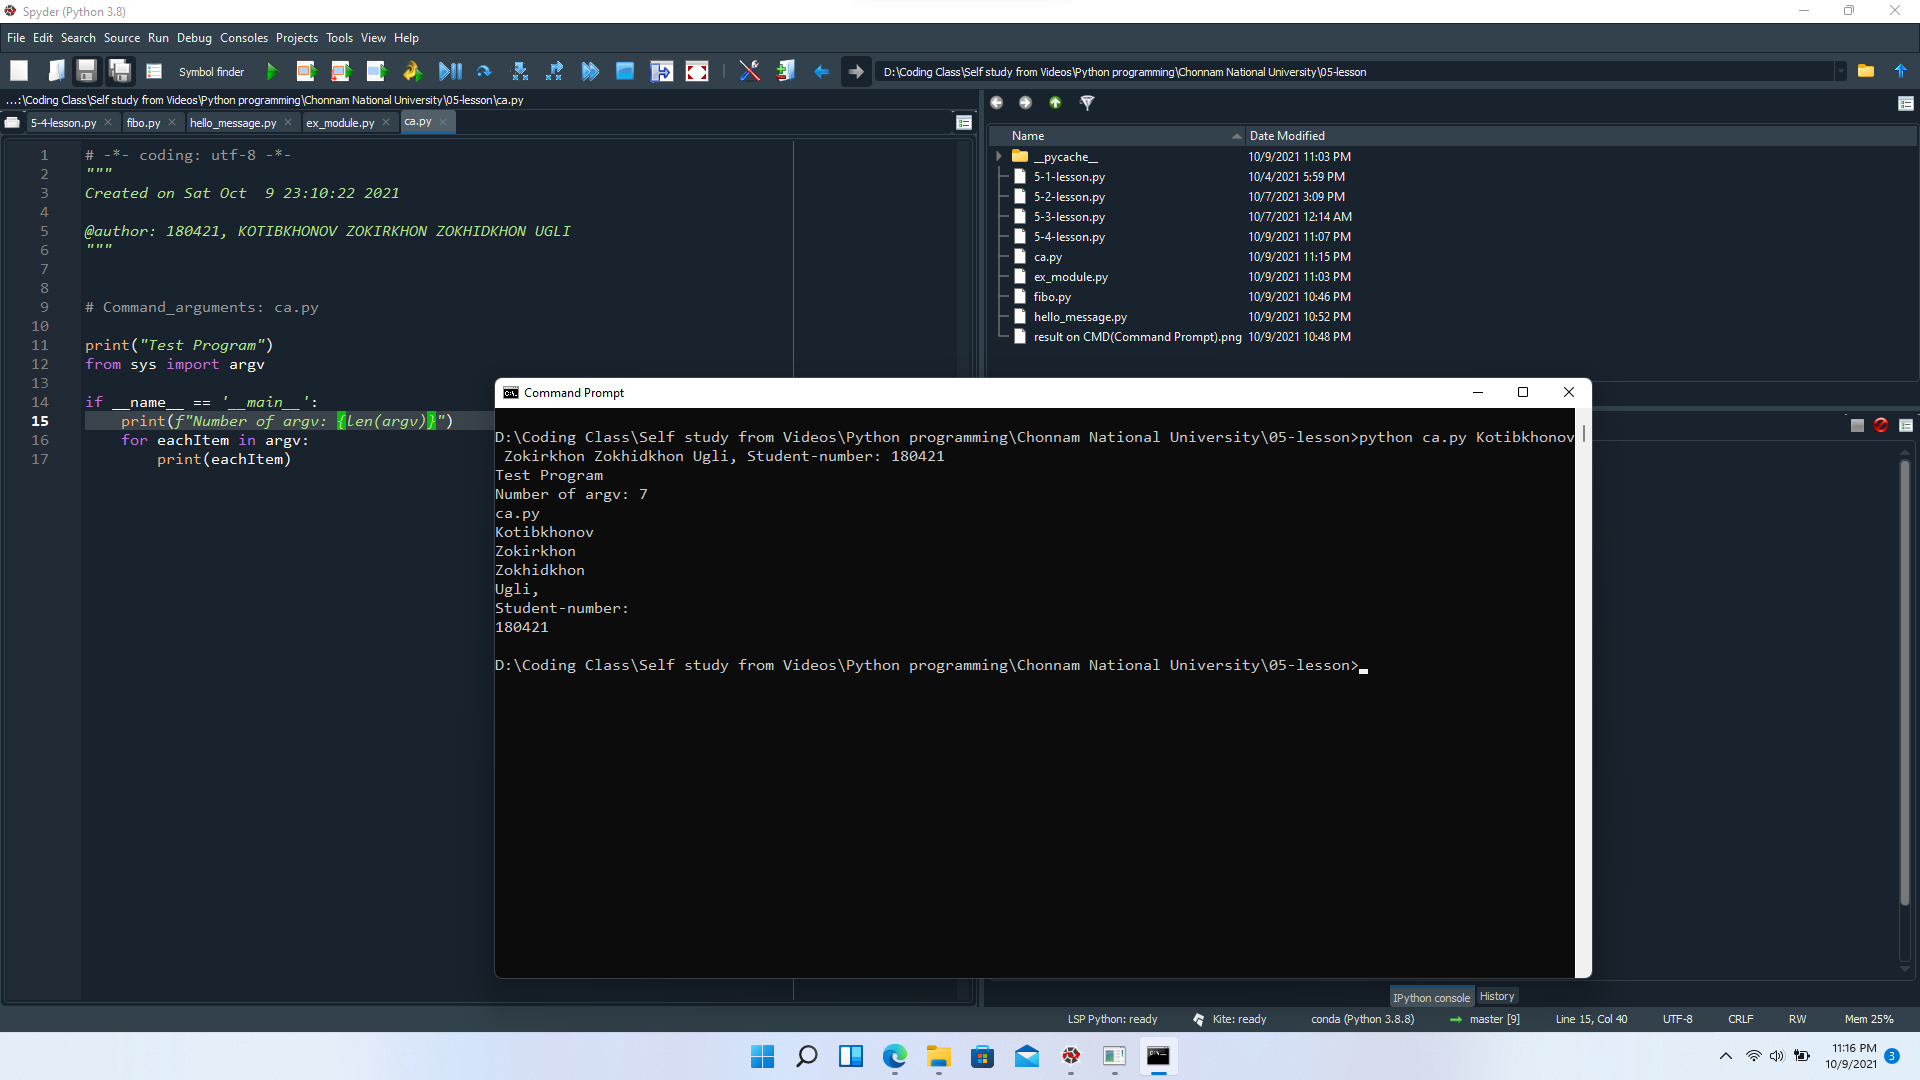 Spyder (Python 3.8)
File Edit Search Source Run Debug Consoles Projects Tools View Help
Symbol finder
D:\Coding Class\Self study from Videos\Python programming\Chonnam National University\05-lesson
...:\Coding Class\Self study from Videos\Python programming\Chonnam National University\05-lesson\ca.py
5-4-lesson.py fibo.py hello_message.py ex_module.py ca.py
1 # -*- coding: utf-8 -*-
2 """
3 Created on Sat Oct  9 23:10:22 2021
4
5 @author: 180421, KOTIBKHONOV ZOKIRKHON ZOKHIDKHON UGLI
6 """
7
8
9 # Command_arguments: ca.py
10
11 print("Test Program")
12 from sys import argv
13
14 if __name__ == '__main__':
15     print(f"Number of argv: {len(argv)}")
16     for eachItem in argv:
17         print(eachItem)
Name Date Modified
__pycache__ 10/9/2021 11:03 PM
5-1-lesson.py 10/4/2021 5:59 PM
5-2-lesson.py 10/7/2021 3:09 PM
5-3-lesson.py 10/7/2021 12:14 AM
5-4-lesson.py 10/9/2021 11:07 PM
ca.py 10/9/2021 11:15 PM
ex_module.py 10/9/2021 11:03 PM
fibo.py 10/9/2021 10:46 PM
hello_message.py 10/9/2021 10:52 PM
result on CMD(Command Prompt).png 10/9/2021 10:48 PM
Command Prompt
D:\Coding Class\Self study from Videos\Python programming\Chonnam National University\05-lesson>python ca.py Kotibkhonov
 Zokirkhon Zokhidkhon Ugli, Student-number: 180421
Test Program
Number of argv: 7
ca.py
Kotibkhonov
Zokirkhon
Zokhidkhon
Ugli,
Student-number:
180421
D:\Coding Class\Self study from Videos\Python programming\Chonnam National University\05-lesson>
IPython console History
LSP Python: ready Kite: ready conda (Python 3.8.8) master [9] Line 15, Col 40 UTF-8 CRLF RW Mem 25%
11:16 PM
10/9/2021 3